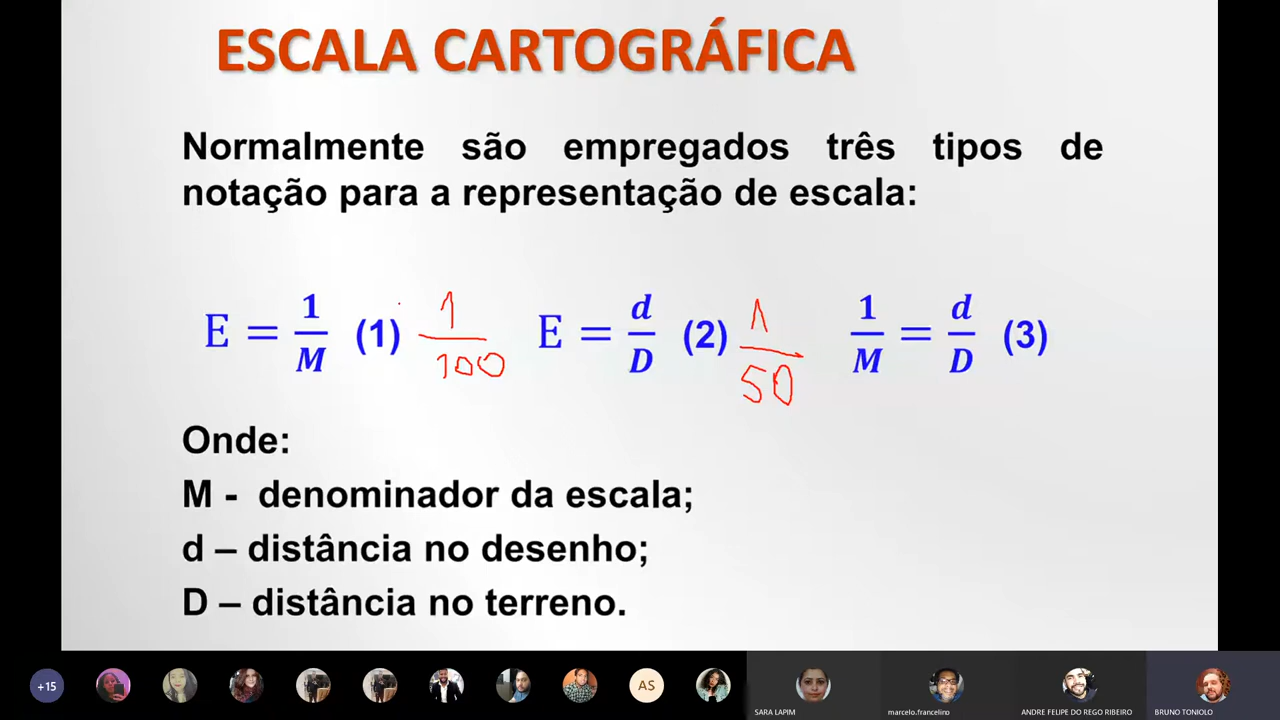 ESCALA CARTOGRÁFICA
Normalmente são empregados três tipos de
notação para a representação de escala:
E = 1/M (1) 1/100 E = d/D (2) 1/50 1/M = d/D (3)
Onde:
M - denominador da escala;
d – distância no desenho;
D – distância no terreno.
+15 AS
SARA LAPIM marcelo.francelino ANDRE FELIPE DO REGO RIBEIRO BRUNO TONIOLO